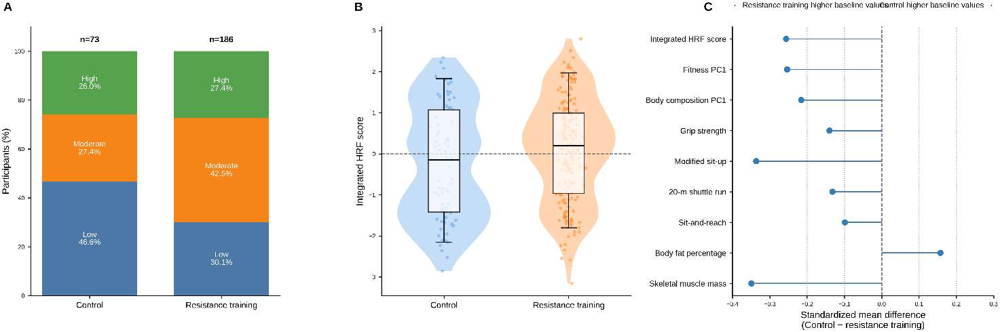 A
n=73
n=186
100
80
60
40
20
0
Participants (%)
High
26.0%
Moderate
27.4%
Low
46.6%
High
27.4%
Moderate
42.5%
Low
30.1%
Control
Resistance training
B
3
2
1
0
−1
−2
3
Integrated HRF score
Control
Resistance training
C
Resistance training higher baseline values
Control higher baseline values
Integrated HRF score
Fitness PC1
Body composition PC1
Grip strength
Modified sit-up
20-m shuttle run
Sit-and-reach
Body fat percentage
Skeletal muscle mass
−0.4
−0.3
−0.2
−0.1
0.0
0.1
0.2
0.3
Standardized mean difference
(Control − resistance training)